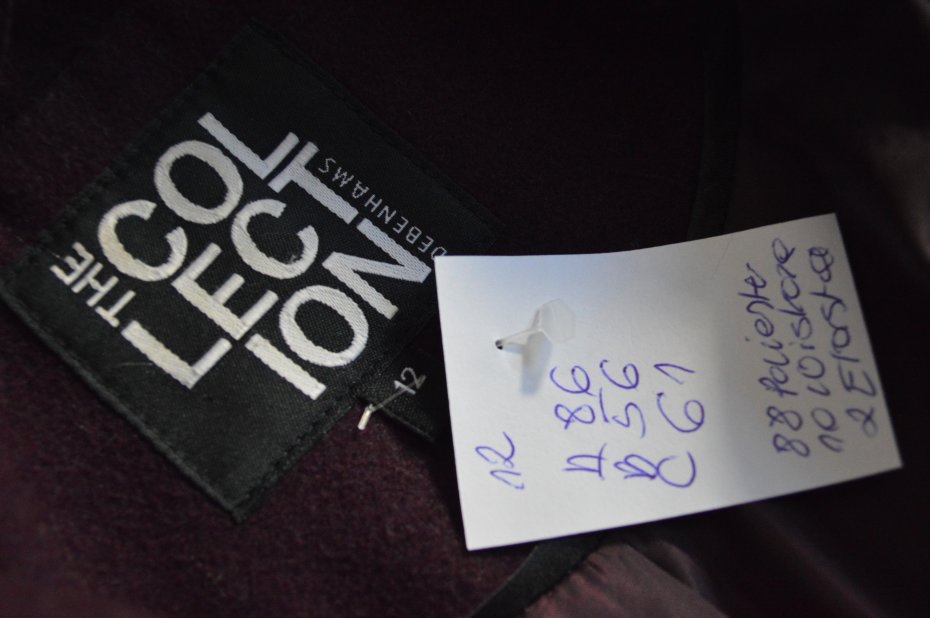 THE
COL
LECT
ION
DEBENHAMS
12
12
D 86
R 56
C 61
88 Poliester
10 Wiskoza
2 Elastan